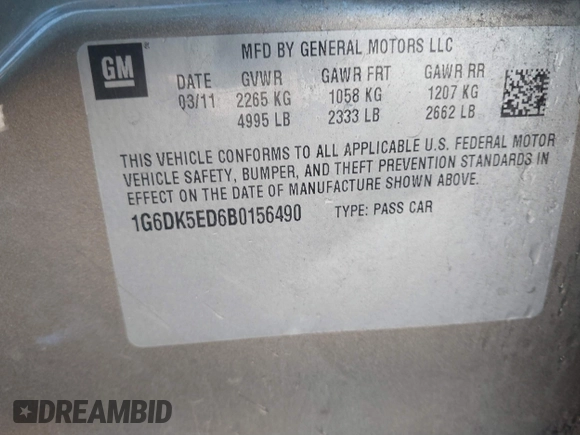 GM
MFD BY GENERAL MOTORS LLC
DATE GVWR GAWR FRT GAWR RR
03/11 2265 KG 1058 KG 1207 KG
4995 LB 2333 LB 2662 LB
THIS VEHICLE CONFORMS TO ALL APPLICABLE U.S. FEDERAL MOTOR
VEHICLE SAFETY, BUMPER, AND THEFT PREVENTION STANDARDS IN
EFFECT ON THE DATE OF MANUFACTURE SHOWN ABOVE.
1G6DK5ED6B0156490 TYPE: PASS CAR
DREAMBID